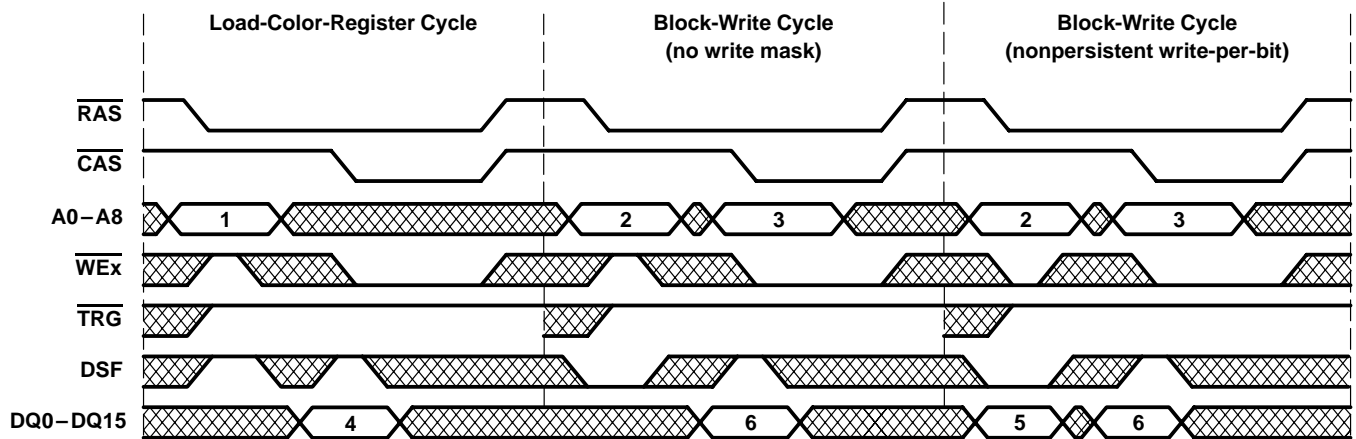 Load-Color-Register Cycle
Block-Write Cycle
(no write mask)
Block-Write Cycle
(nonpersistent write-per-bit)
RAS
CAS
A0–A8 1 2 3 2 3
WEx
TRG
DSF
DQ0–DQ15 4 6 5 6